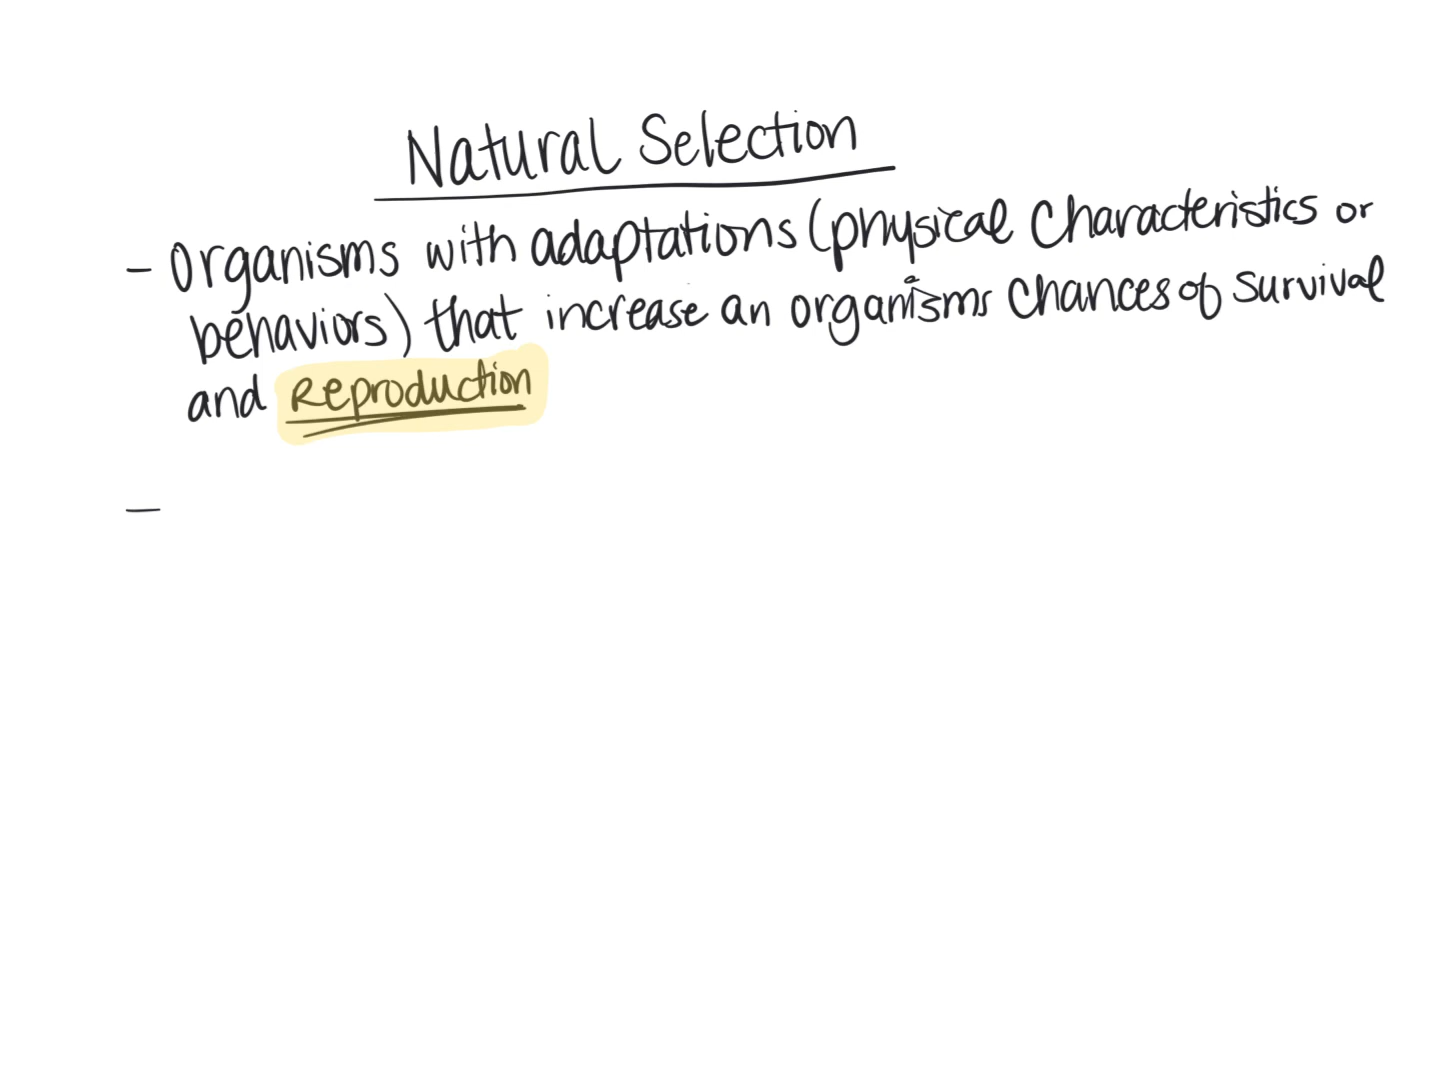 Natural Selection
- Organisms with adaptations (physical characteristics or
behaviors) that increase an organisms chances of survival
and Reproduction
-